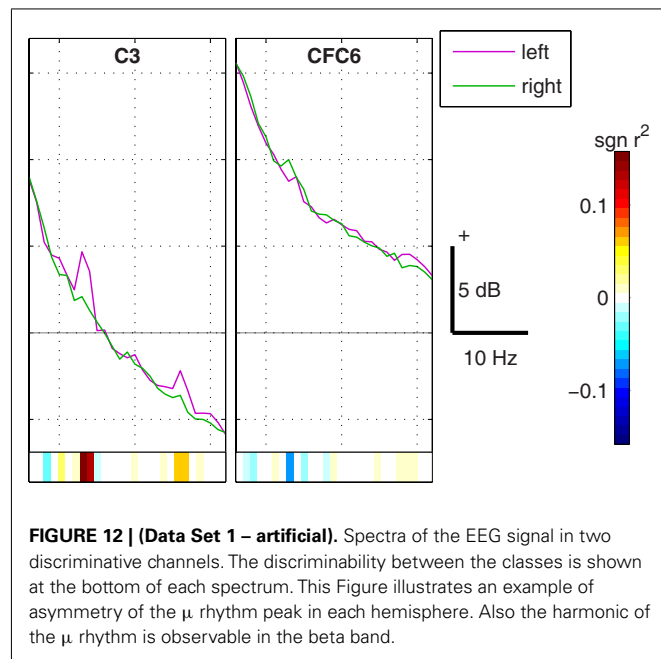 C3
CFC6
left
right
sgn r²
0.1
0
−0.1
+
5 dB
10 Hz
FIGURE 12 | (Data Set 1 – artificial). Spectra of the EEG signal in two
discriminative channels. The discriminability between the classes is shown
at the bottom of each spectrum. This Figure illustrates an example of
asymmetry of the μ rhythm peak in each hemisphere. Also the harmonic of
the μ rhythm is observable in the beta band.